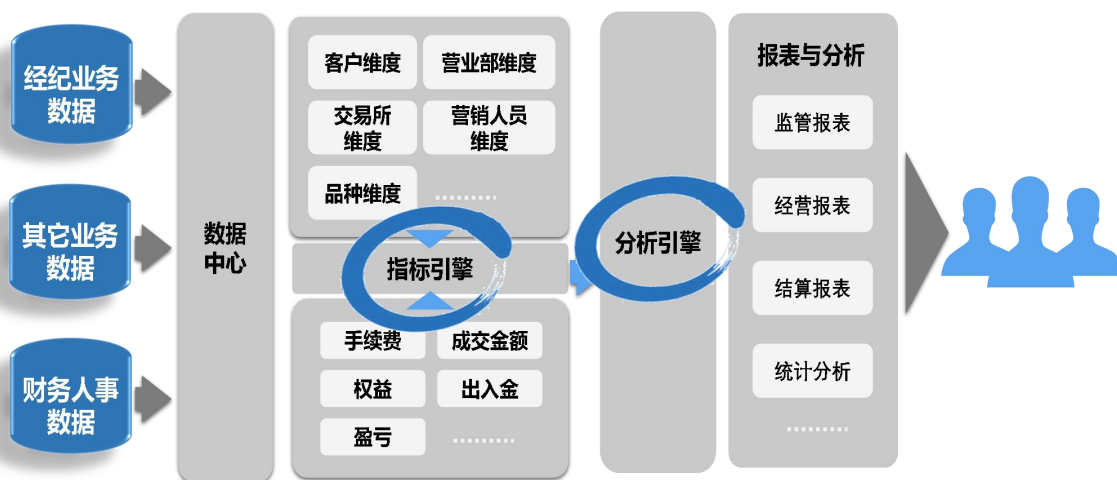 经纪业务
数据
其它业务
数据
财务人事
数据
数据
中心
客户维度
营业部维度
交易所
维度
营销人员
维度
品种维度
指标引擎
手续费
成交金额
权益
出入金
盈亏
分析引擎
报表与分析
监管报表
经营报表
结算报表
统计分析